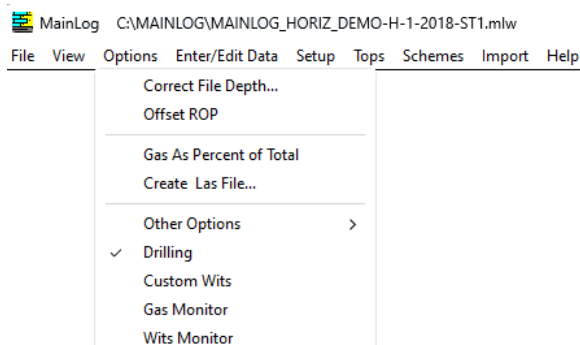 MainLog C:\MAINLOG\MAINLOG_HORIZ_DEMO-H-1-2018-ST1.mlw
File View Options Enter/Edit Data Setup Tops Schemes Import Help
Correct File Depth...
Offset ROP
Gas As Percent of Total
Create Las File...
Other Options
Drilling
Custom Wits
Gas Monitor
Wits Monitor